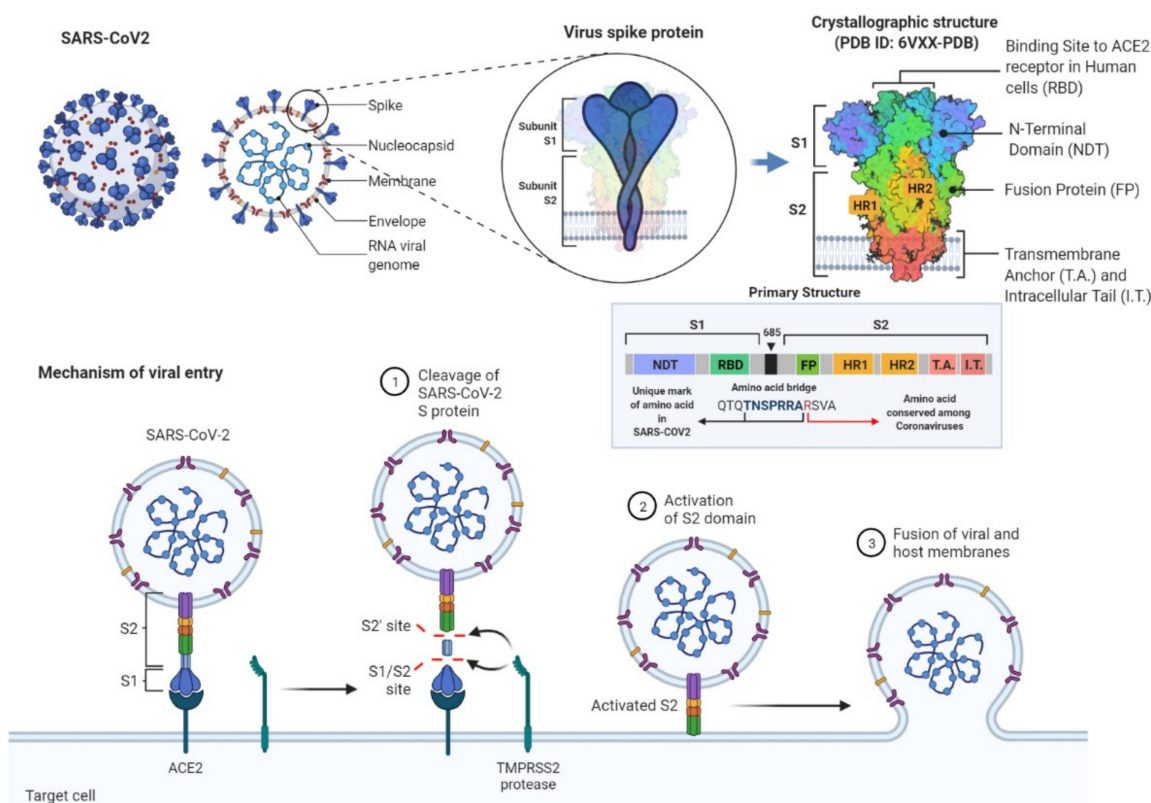 SARS-CoV2
Spike
Nucleocapsid
Membrane
Envelope
RNA viral
genome
Virus spike protein
Subunit
S1
Subunit
S2
Crystallographic structure
(PDB ID: 6VXX-PDB)
S1
S2
HR1
HR2
Binding Site to ACE2
receptor in Human
cells (RBD)
N-Terminal
Domain (NDT)
Fusion Protein (FP)
Transmembrane
Anchor (T.A.) and
Intracellular Tail (I.T.)
Primary Structure
S1
685
S2
NDT
RBD
FP
HR1
HR2
T.A.
I.T.
Unique mark
of amino acid
in
SARS-COV2
Amino acid bridge
QTQTNSPRRARSVA
Amino acid
conserved among
Coronaviruses
Mechanism of viral entry
SARS-CoV-2
S2
S1
ACE2
1
Cleavage of
SARS-CoV-2
S protein
S2' site
S1/S2
site
TMPRSS2
protease
2
Activation
of S2 domain
Activated S2
3
Fusion of viral and
host membranes
Target cell